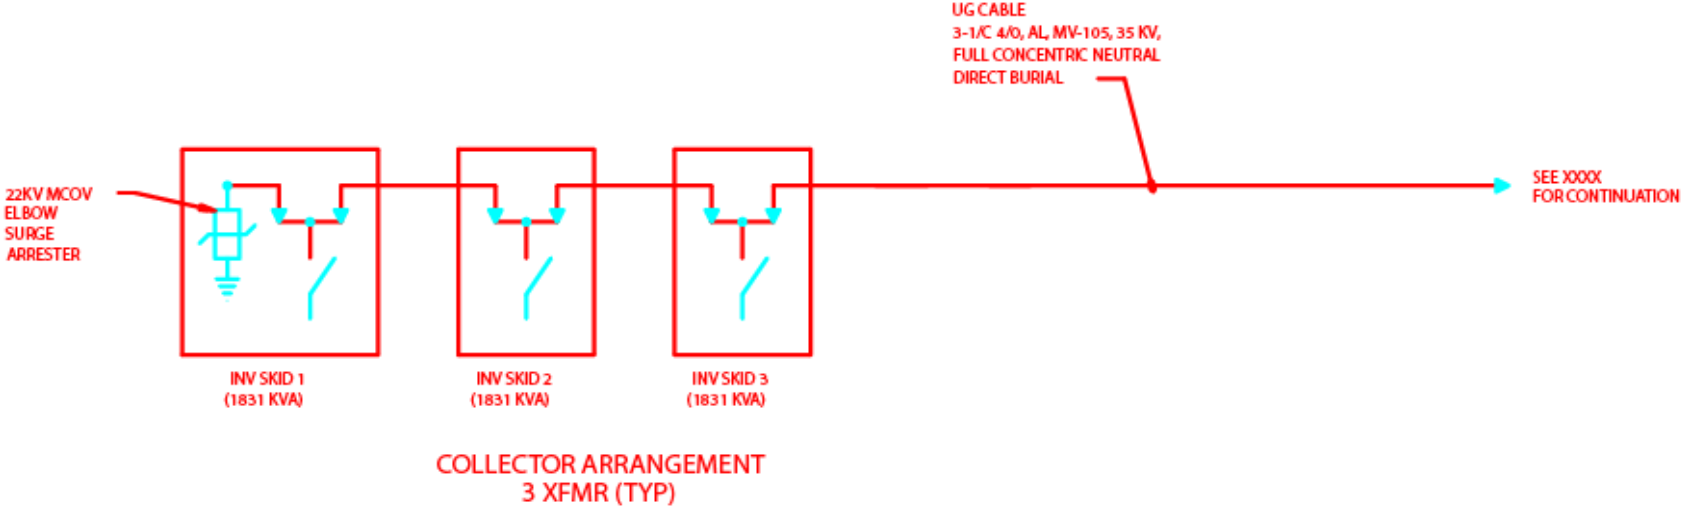 UG CABLE
3-1/C 4/0, AL, MV-105, 35 KV,
FULL CONCENTRIC NEUTRAL
DIRECT BURIAL
22KV MCOV
ELBOW
SURGE
ARRESTER
SEE XXXX
FOR CONTINUATION
INV SKID 1
(1831 KVA)
INV SKID 2
(1831 KVA)
INV SKID 3
(1831 KVA)
COLLECTOR ARRANGEMENT
3 XFMR (TYP)